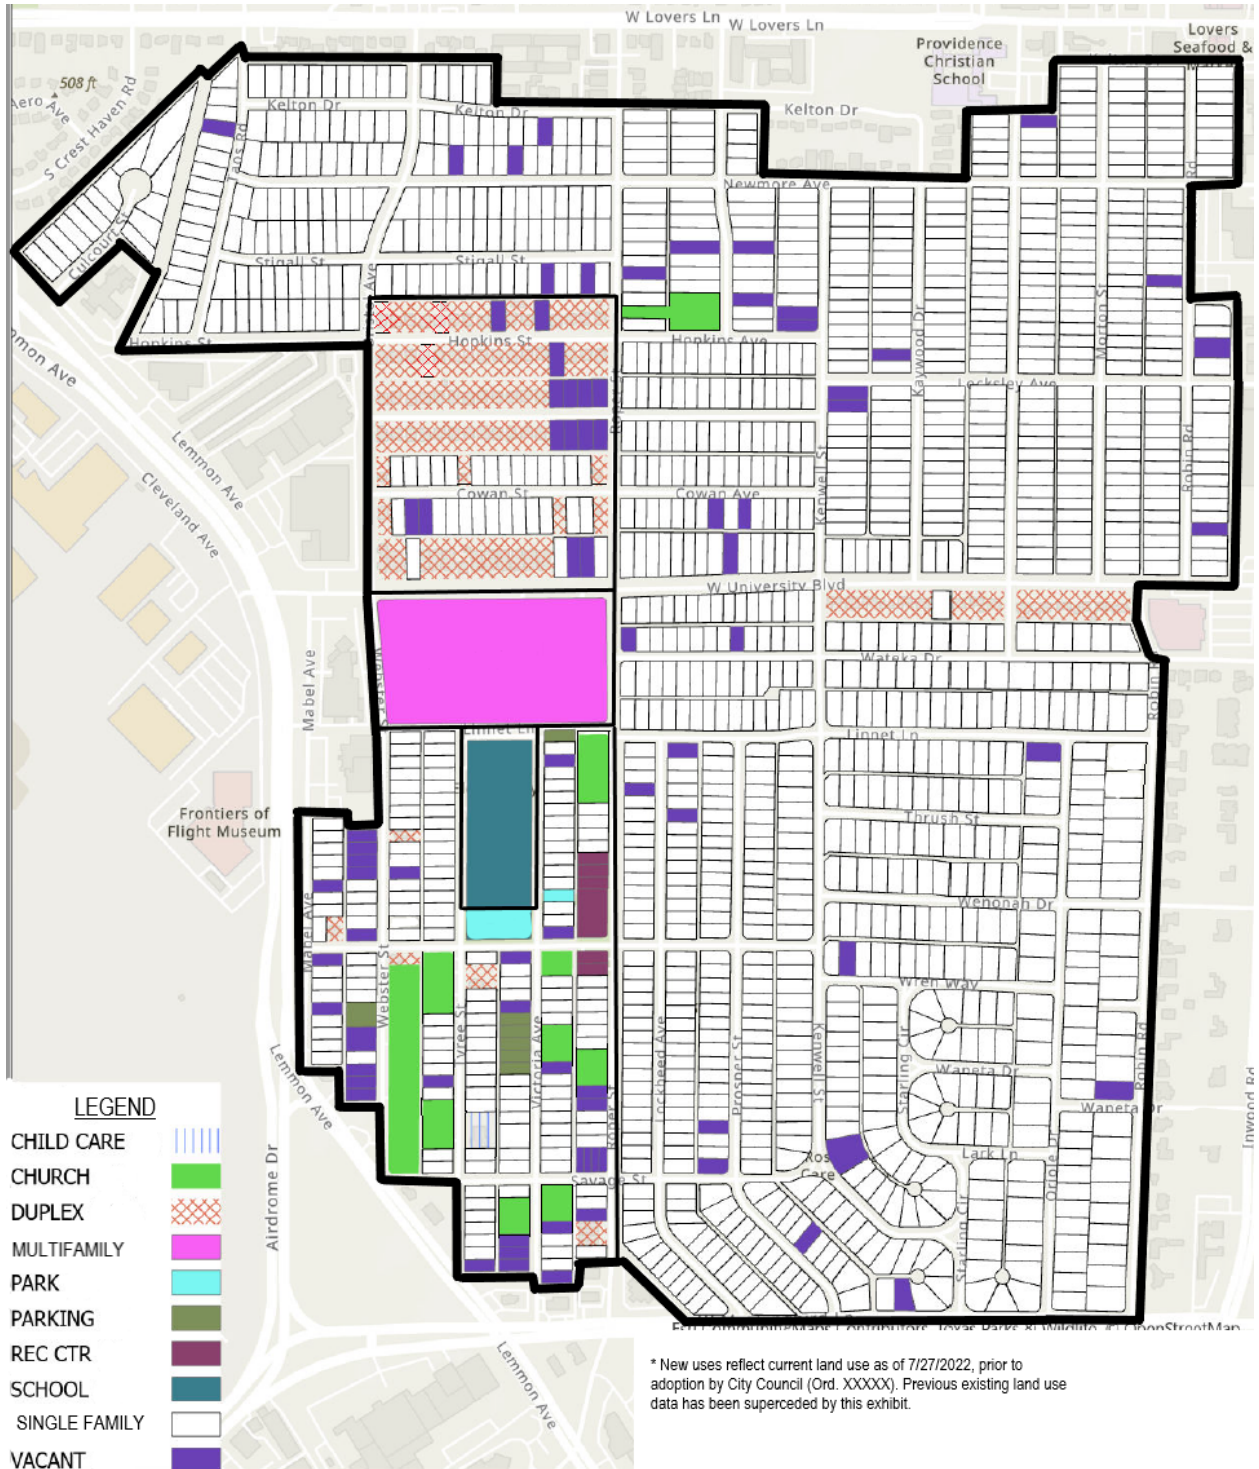 W Lovers Ln
W Lovers Ln
Lovers
Seafood &
Providence
Christian
School
508 ft
Aero Ave
S Crest Haven Rd
Kelton Dr
Kelton Dr
Kelton Dr
Newmore Ave
Rd
Culcourt St
Stigall St
Stigall St
Ave
Hopkins St
Hopkins St
Hopkins Ave
Kaywood Dr
Morton St
Locksley Ave
Lemmon Ave
Cleveland Ave
Robin Rd
Kenwell St
Cowan St
Cowan Ave
W University Blvd
Mabel Ave
Wateka Dr
Linnet Ln
Linnet Ln
Frontiers of
Flight Museum
Thrush St
Wenonah Dr
Mabel Ave
Webster St
Wren Way
Victoria Ave
Prosper St
Kenwell St
Starling Cir
Robin Rd
Waneta Dr
Waneta Dr
Lemmon Ave
Roper St
Lark Ln
Savage St
Care
Starling Cir
Inwood Rd
Airdrome Dr
Lemmon Ave
LEGEND
CHILD CARE
CHURCH
DUPLEX
MULTIFAMILY
PARK
PARKING
REC CTR
SCHOOL
SINGLE FAMILY
VACANT
* New uses reflect current land use as of 7/27/2022, prior to
adoption by City Council (Ord. XXXXX). Previous existing land use
data has been superceded by this exhibit.